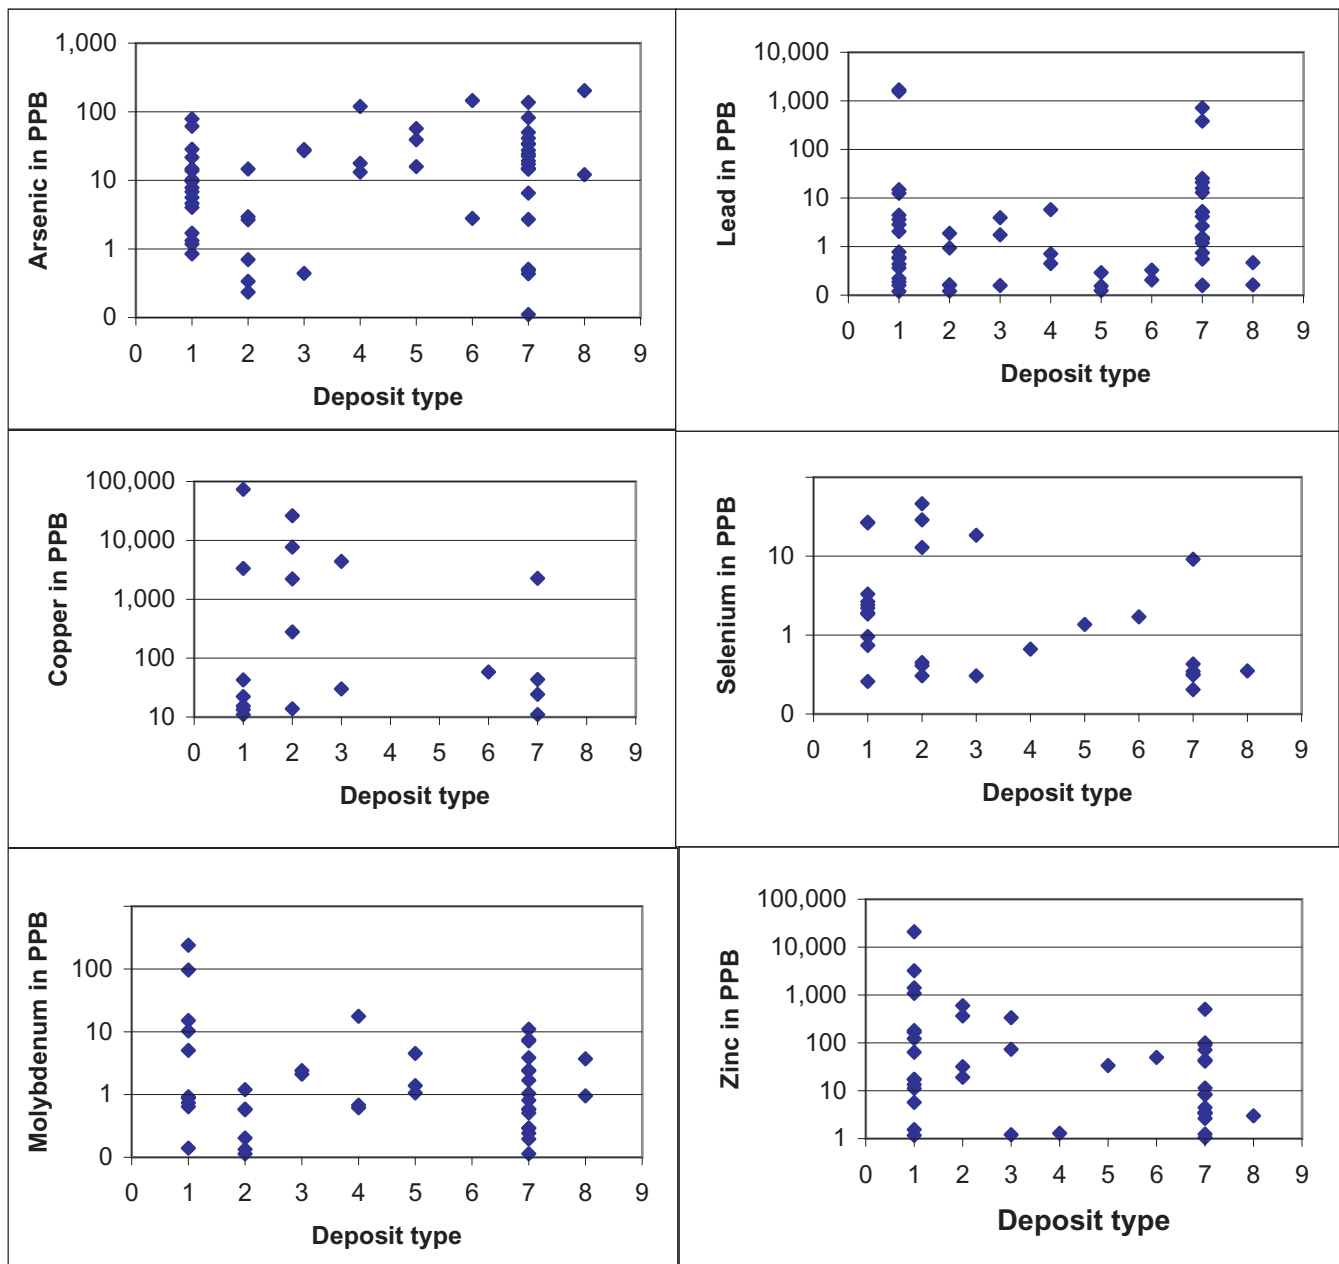 Arsenic in PPB
1,000
100
10
1
0
0 1 2 3 4 5 6 7 8 9
Deposit type
Lead in PPB
10,000
1,000
100
10
1
0
0 1 2 3 4 5 6 7 8 9
Deposit type
Copper in PPB
100,000
10,000
1,000
100
10
0 1 2 3 4 5 6 7 8 9
Deposit type
Selenium in PPB
10
1
0
0 1 2 3 4 5 6 7 8 9
Deposit type
Molybdenum in PPB
100
10
1
0
0 1 2 3 4 5 6 7 8 9
Deposit type
Zinc in PPB
100,000
10,000
1,000
100
10
1
0 1 2 3 4 5 6 7 8 9
Deposit type